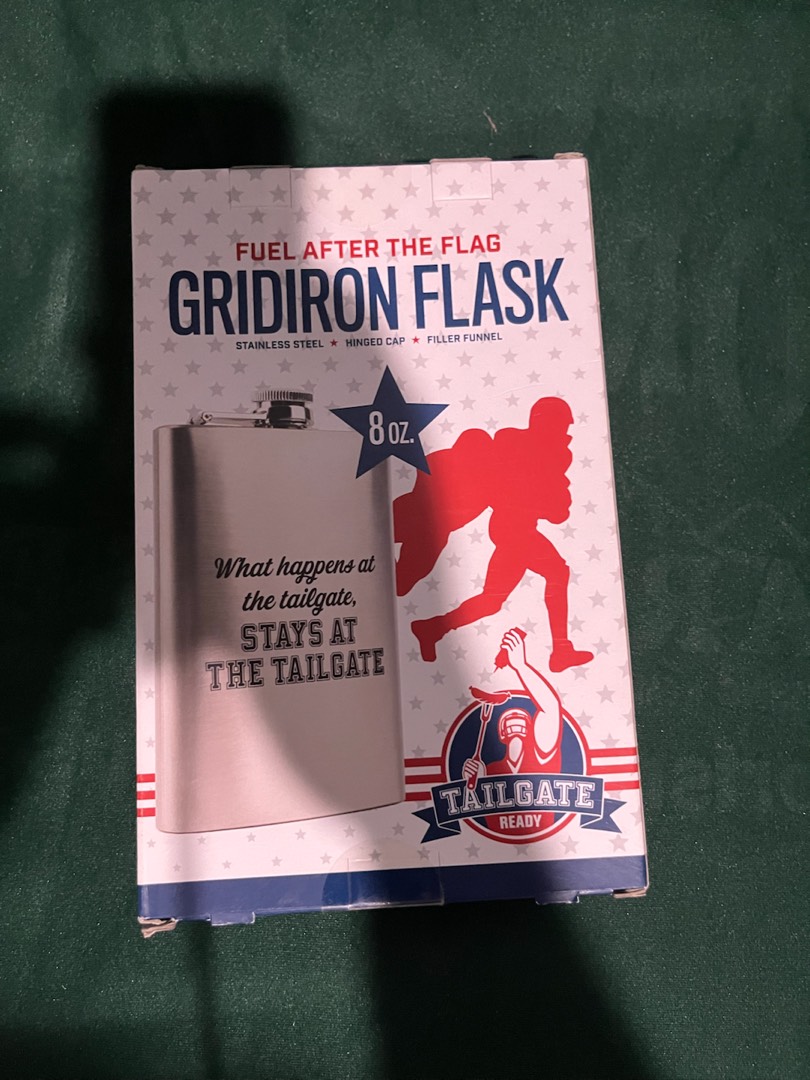 FUEL AFTER THE FLAG
GRIDIRON FLASK
STAINLESS STEEL ★ HINGED CAP ★ FILLER FUNNEL
8 OZ.
What happens at
the tailgate,
STAYS AT
THE TAILGATE
TAILGATE
READY